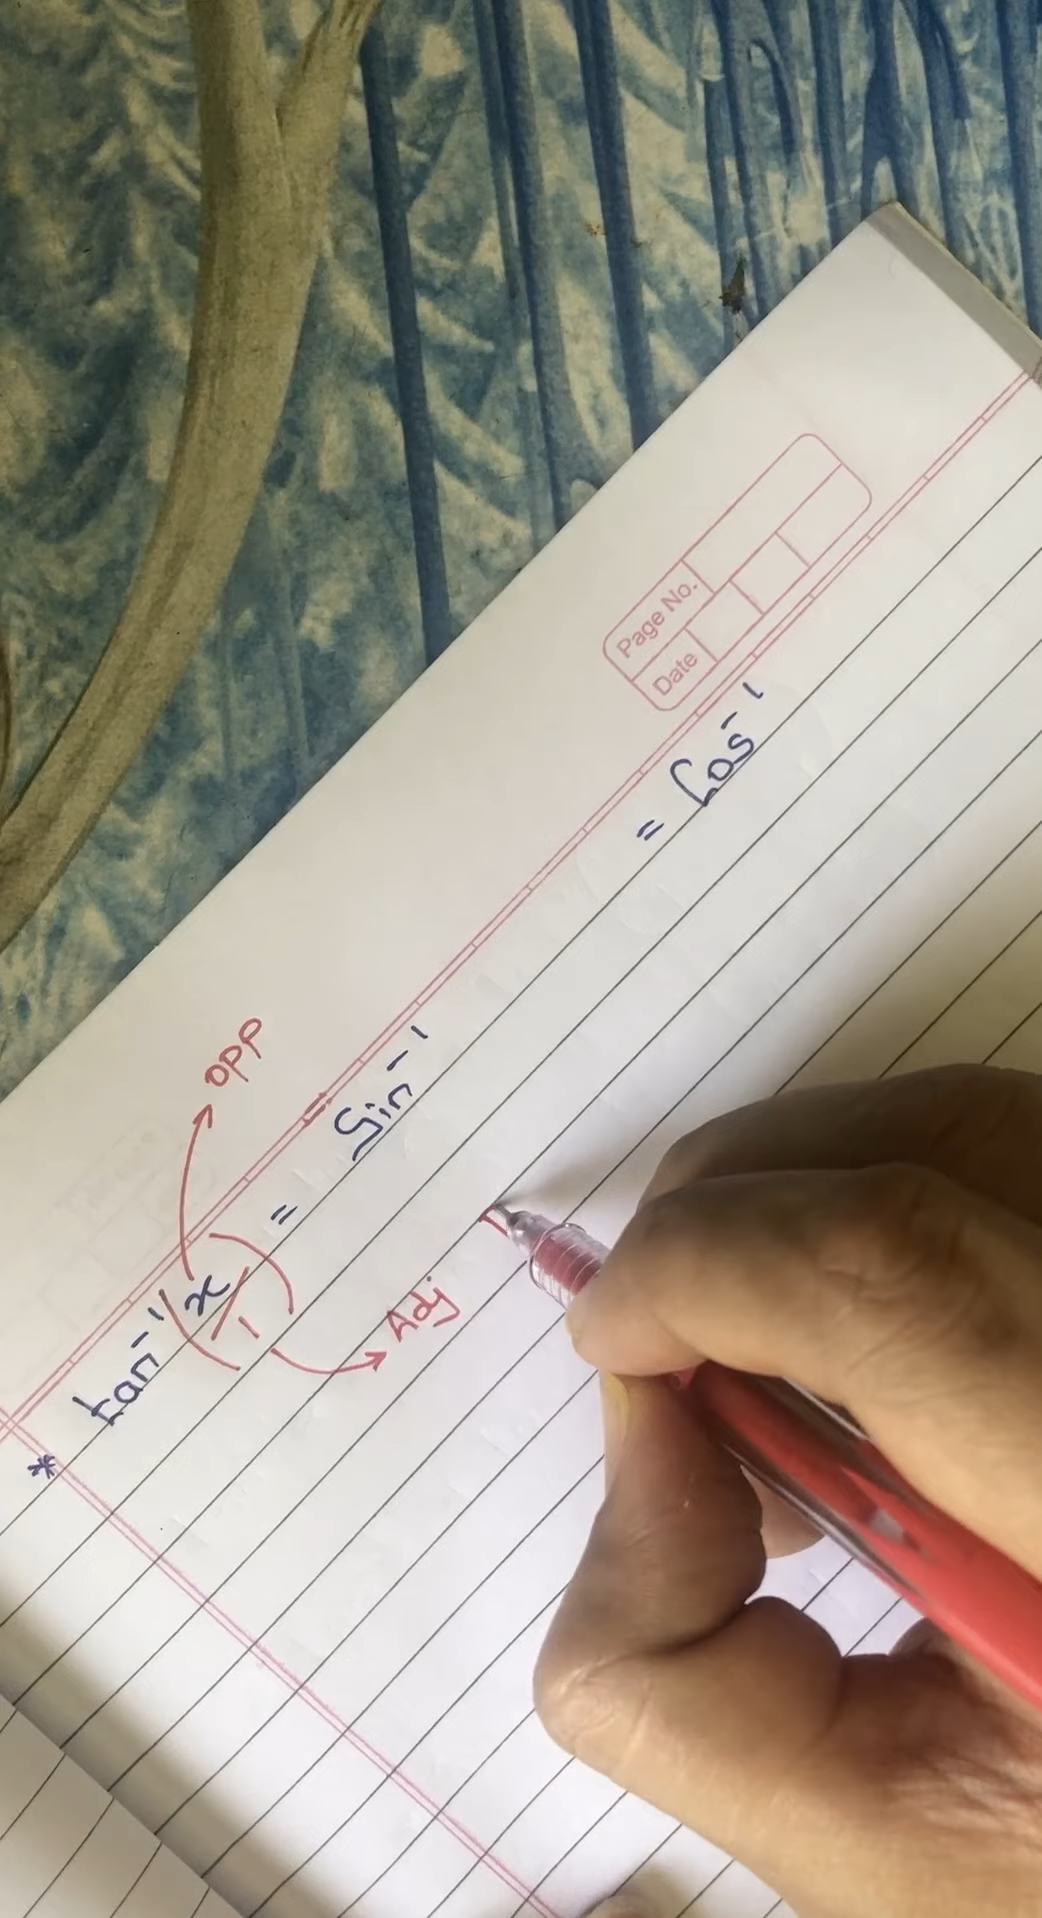 Page No.
Date
* tan⁻¹(x/1) = Sin⁻¹ = Cos⁻¹
OPP
Adj